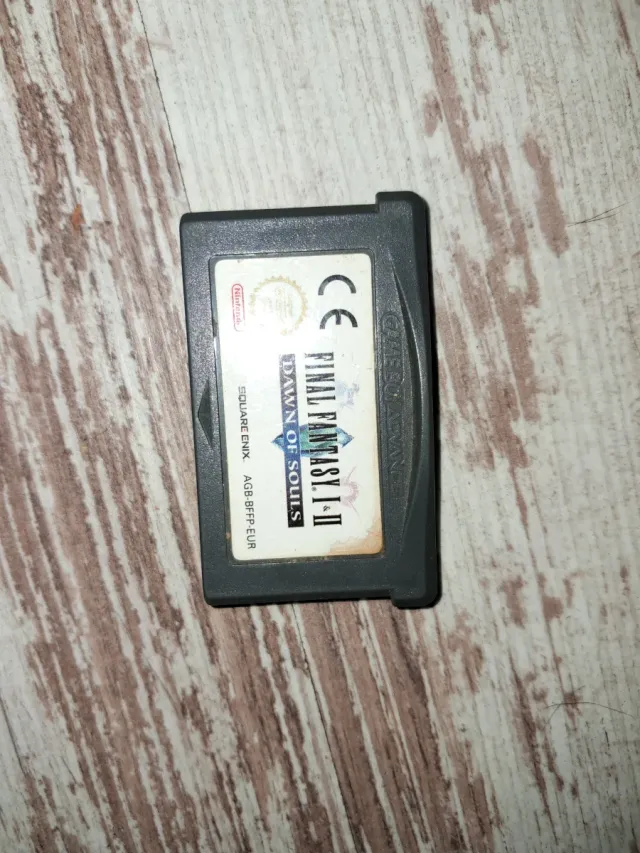 GAME BOY ADVANCE
CE
FINAL FANTASY I & II
DAWN OF SOULS
Nintendo
SQUARE ENIX. AGB-BFFP-EUR